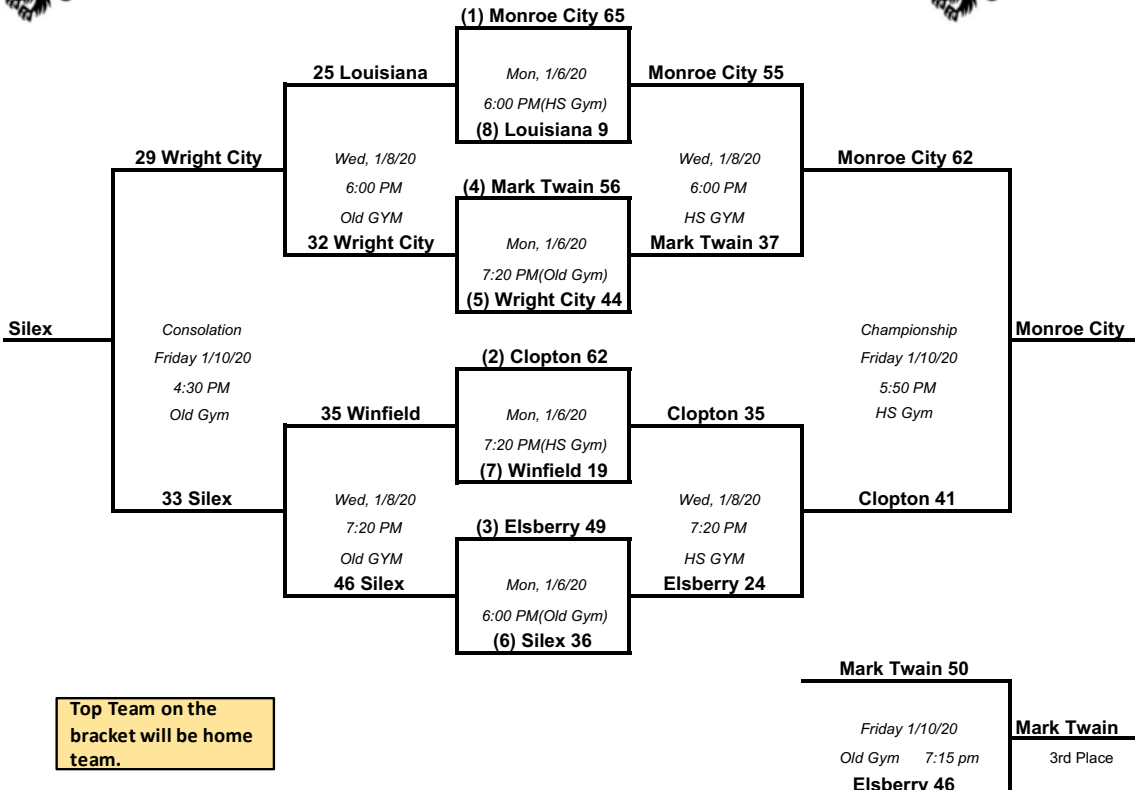 (1) Monroe City 65
25 Louisiana
Mon, 1/6/20
Monroe City 55
6:00 PM(HS Gym)
(8) Louisiana 9
29 Wright City
Wed, 1/8/20
Wed, 1/8/20
Monroe City 62
6:00 PM
(4) Mark Twain 56
6:00 PM
Old GYM
HS GYM
32 Wright City
Mon, 1/6/20
Mark Twain 37
7:20 PM(Old Gym)
(5) Wright City 44
Silex
Consolation
Championship
Monroe City
Friday 1/10/20
(2) Clopton 62
Friday 1/10/20
4:30 PM
5:50 PM
Old Gym
35 Winfield
Mon, 1/6/20
Clopton 35
HS Gym
7:20 PM(HS Gym)
(7) Winfield 19
33 Silex
Wed, 1/8/20
Wed, 1/8/20
Clopton 41
7:20 PM
(3) Elsberry 49
7:20 PM
Old GYM
HS GYM
46 Silex
Mon, 1/6/20
Elsberry 24
6:00 PM(Old Gym)
(6) Silex 36
Mark Twain 50
Top Team on the
bracket will be home
team.
Friday 1/10/20
Mark Twain
Old Gym 7:15 pm
3rd Place
Elsberry 46